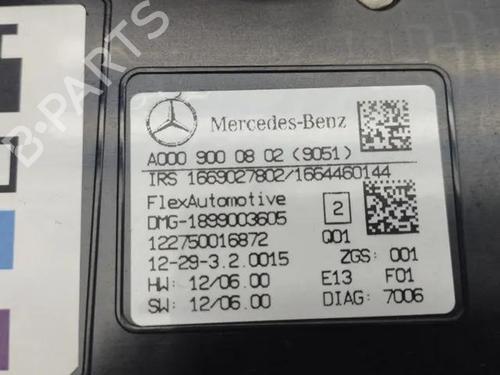 Mercedes-Benz
A000 900 08 02 (9051)
IRS 1669027802/1664460144
FlexAutomotive
DMG-1899003605
2
122750016872
Q01
12-29-3.2.0015
ZGS: 001
HW: 12/06.00
E13 F01
SW: 12/06.00
DIAG: 7006
B-PARTS